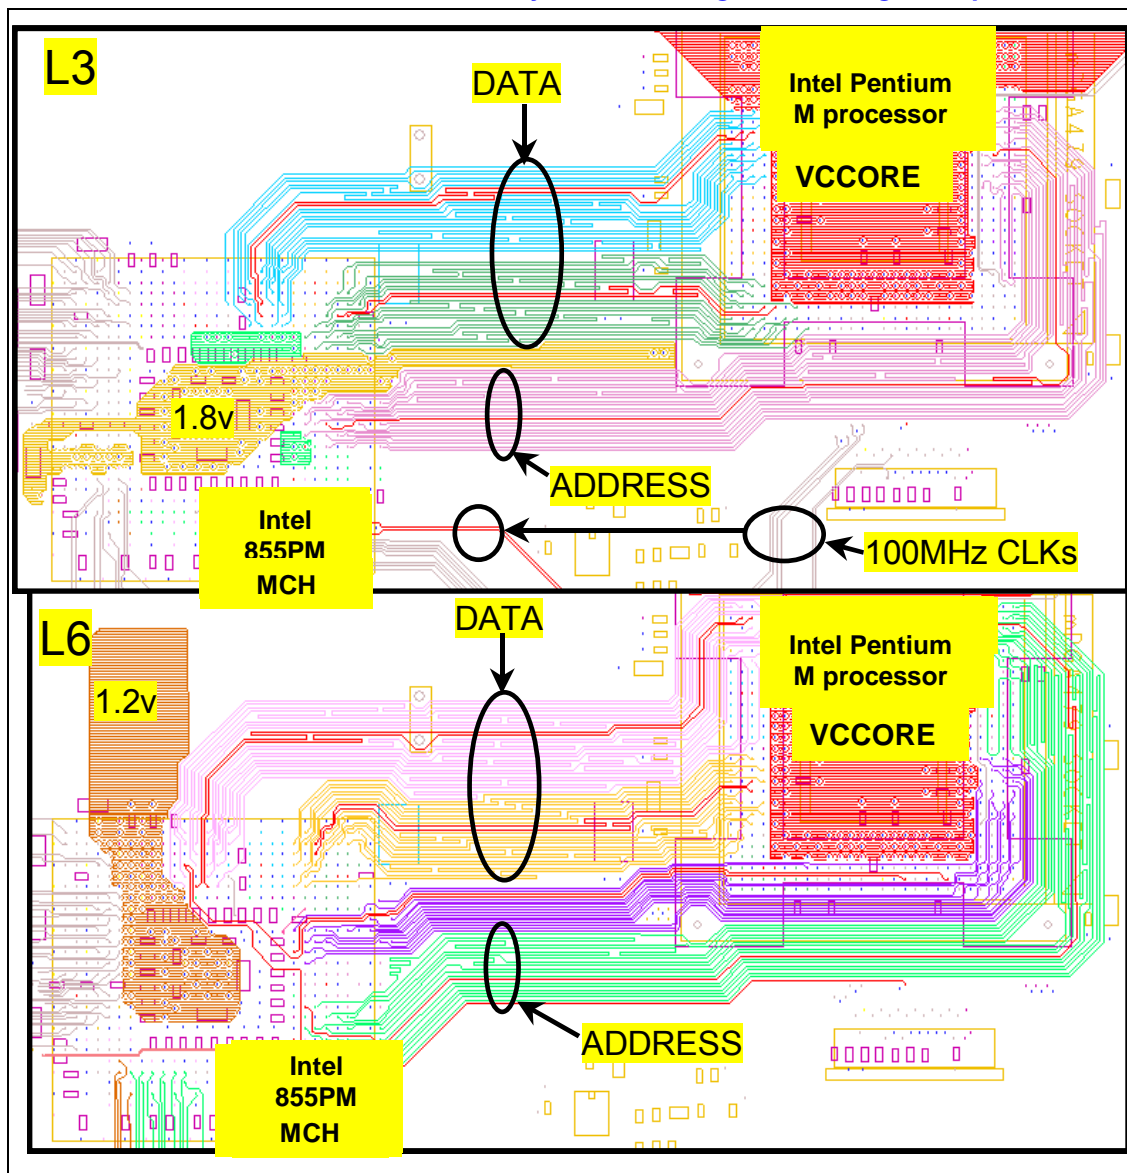 L3
DATA
Intel Pentium
M processor
VCCORE
1.8v
ADDRESS
Intel
855PM
MCH
100MHz CLKs
L6
DATA
Intel Pentium
M processor
VCCORE
1.2v
ADDRESS
Intel
855PM
MCH